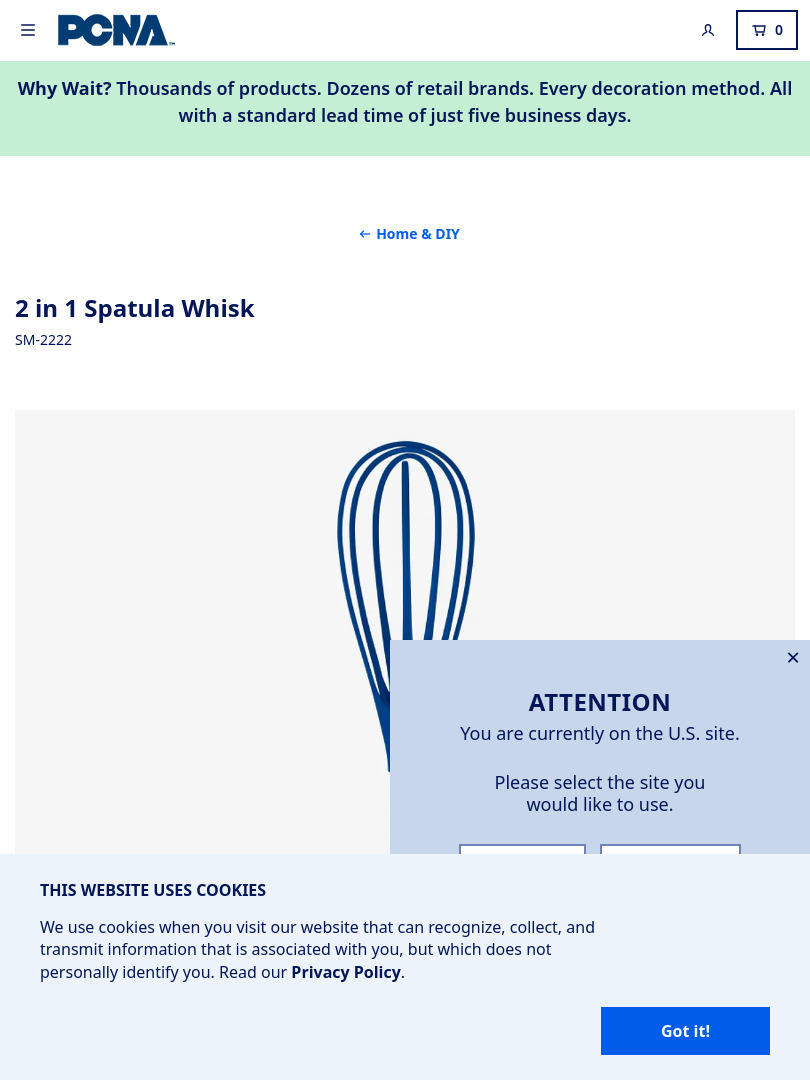 PCNA™
0
Why Wait? Thousands of products. Dozens of retail brands. Every decoration method. All
with a standard lead time of just five business days.
← Home & DIY
2 in 1 Spatula Whisk
SM-2222
ATTENTION
You are currently on the U.S. site.
Please select the site you
would like to use.
THIS WEBSITE USES COOKIES
We use cookies when you visit our website that can recognize, collect, and
transmit information that is associated with you, but which does not
personally identify you. Read our Privacy Policy.
Got it!